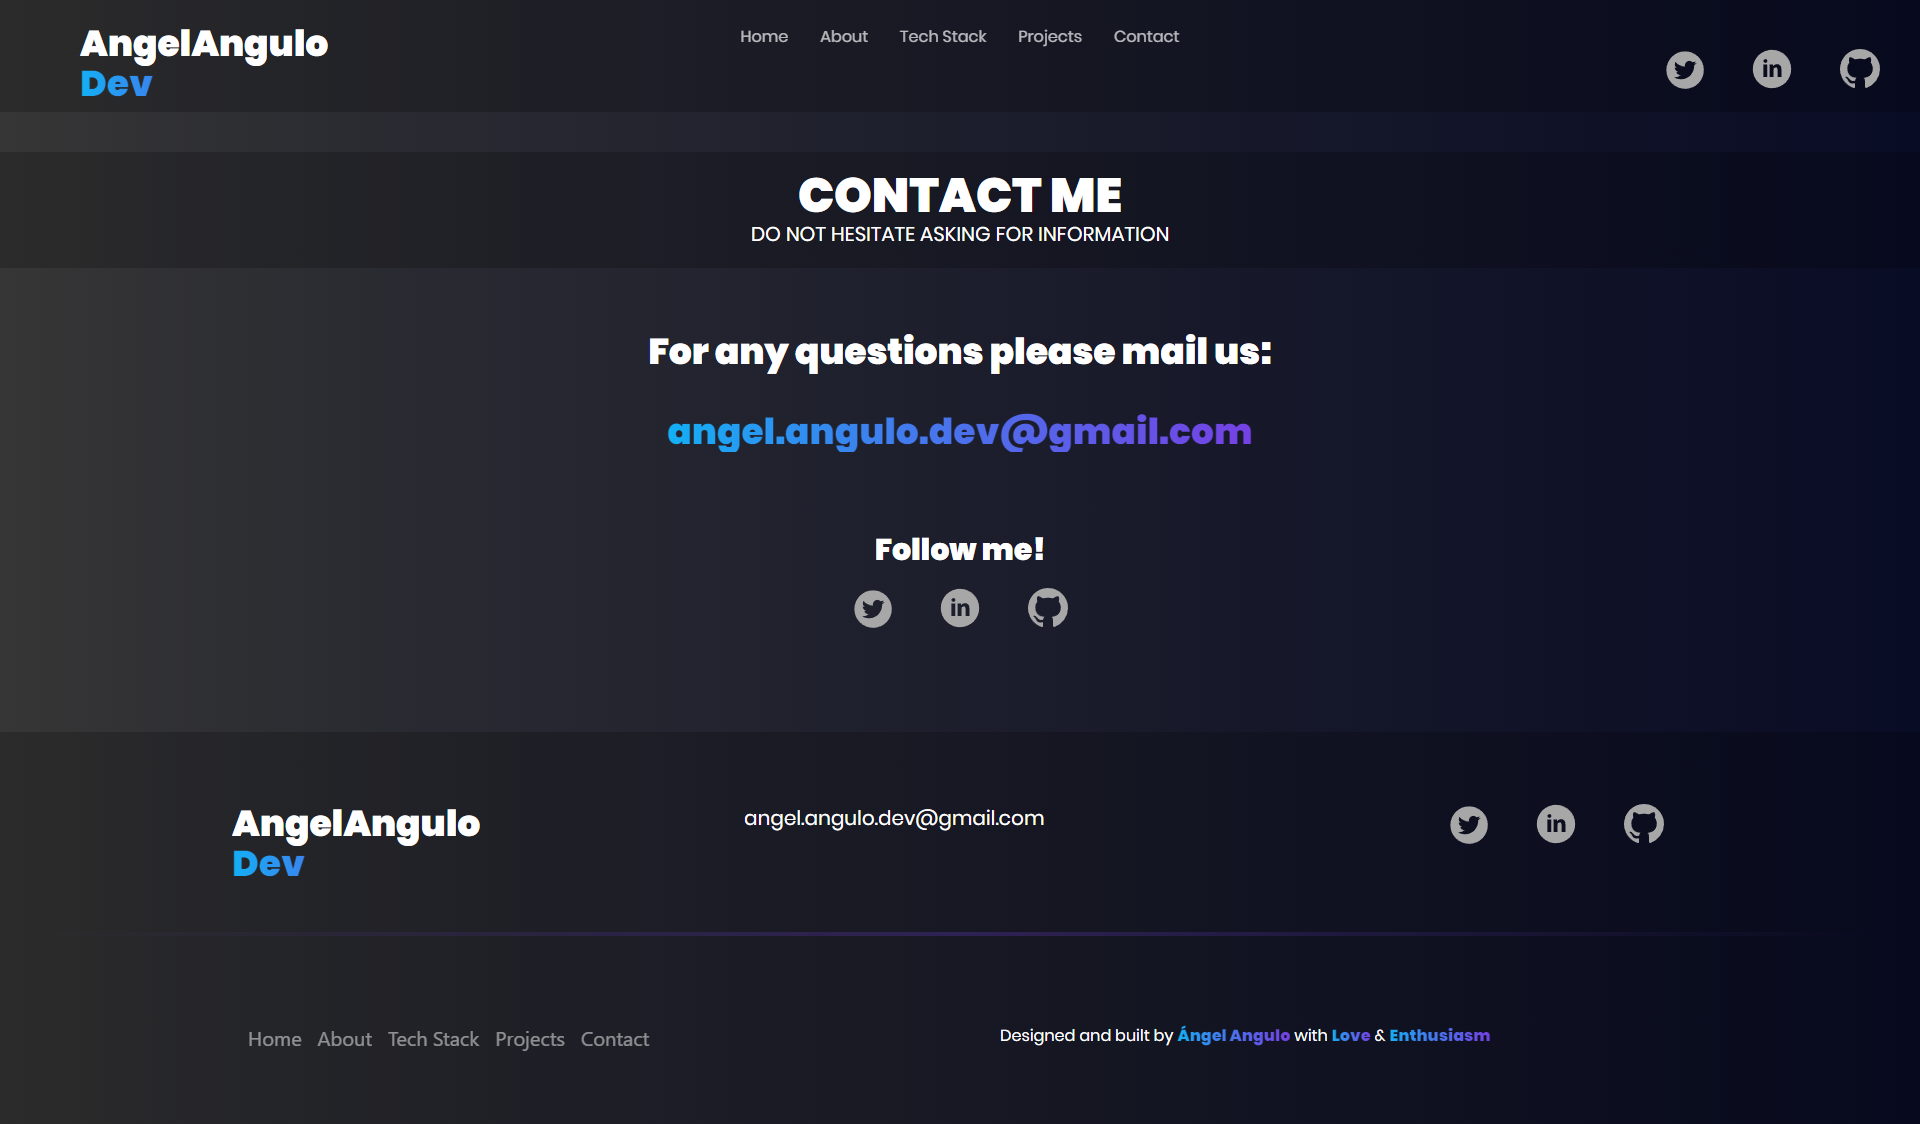 AngelAngulo
Dev
Home About Tech Stack Projects Contact
CONTACT ME
DO NOT HESITATE ASKING FOR INFORMATION
For any questions please mail us:
angel.angulo.dev@gmail.com
Follow me!
AngelAngulo
Dev
angel.angulo.dev@gmail.com
Home About Tech Stack Projects Contact
Designed and built by Ángel Angulo with Love & Enthusiasm